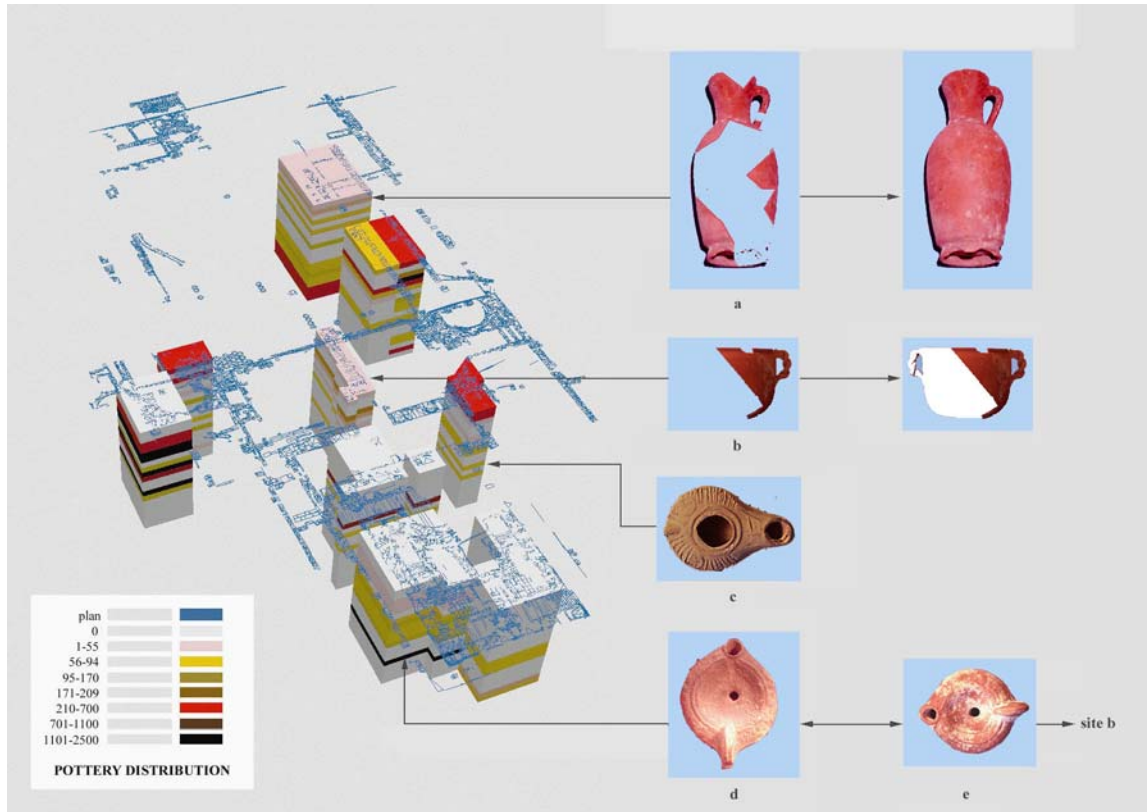 a
b
c
d
e
site b
plan
0
1-55
56-94
95-170
171-209
210-700
701-1100
1101-2500
POTTERY DISTRIBUTION